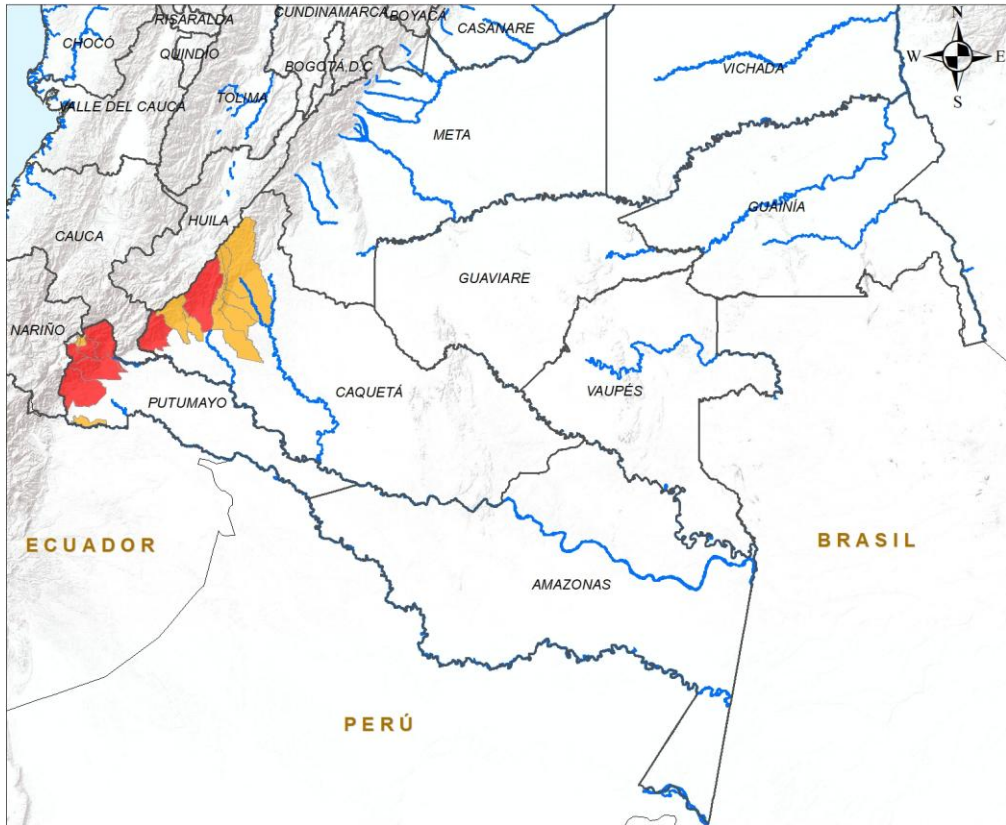 CUNDINAMARCA
BOYACÁ
RISARALDA
CASANARE
N
CHOCÓ
QUINDÍO
BOGOTÁ D.C
VICHADA
W
E
S
VALLE DEL CAUCA
TOLIMA
META
GUAINÍA
HUILA
CAUCA
GUAVIARE
NARIÑO
CAQUETÁ
VAUPÉS
PUTUMAYO
ECUADOR
BRASIL
AMAZONAS
PERÚ